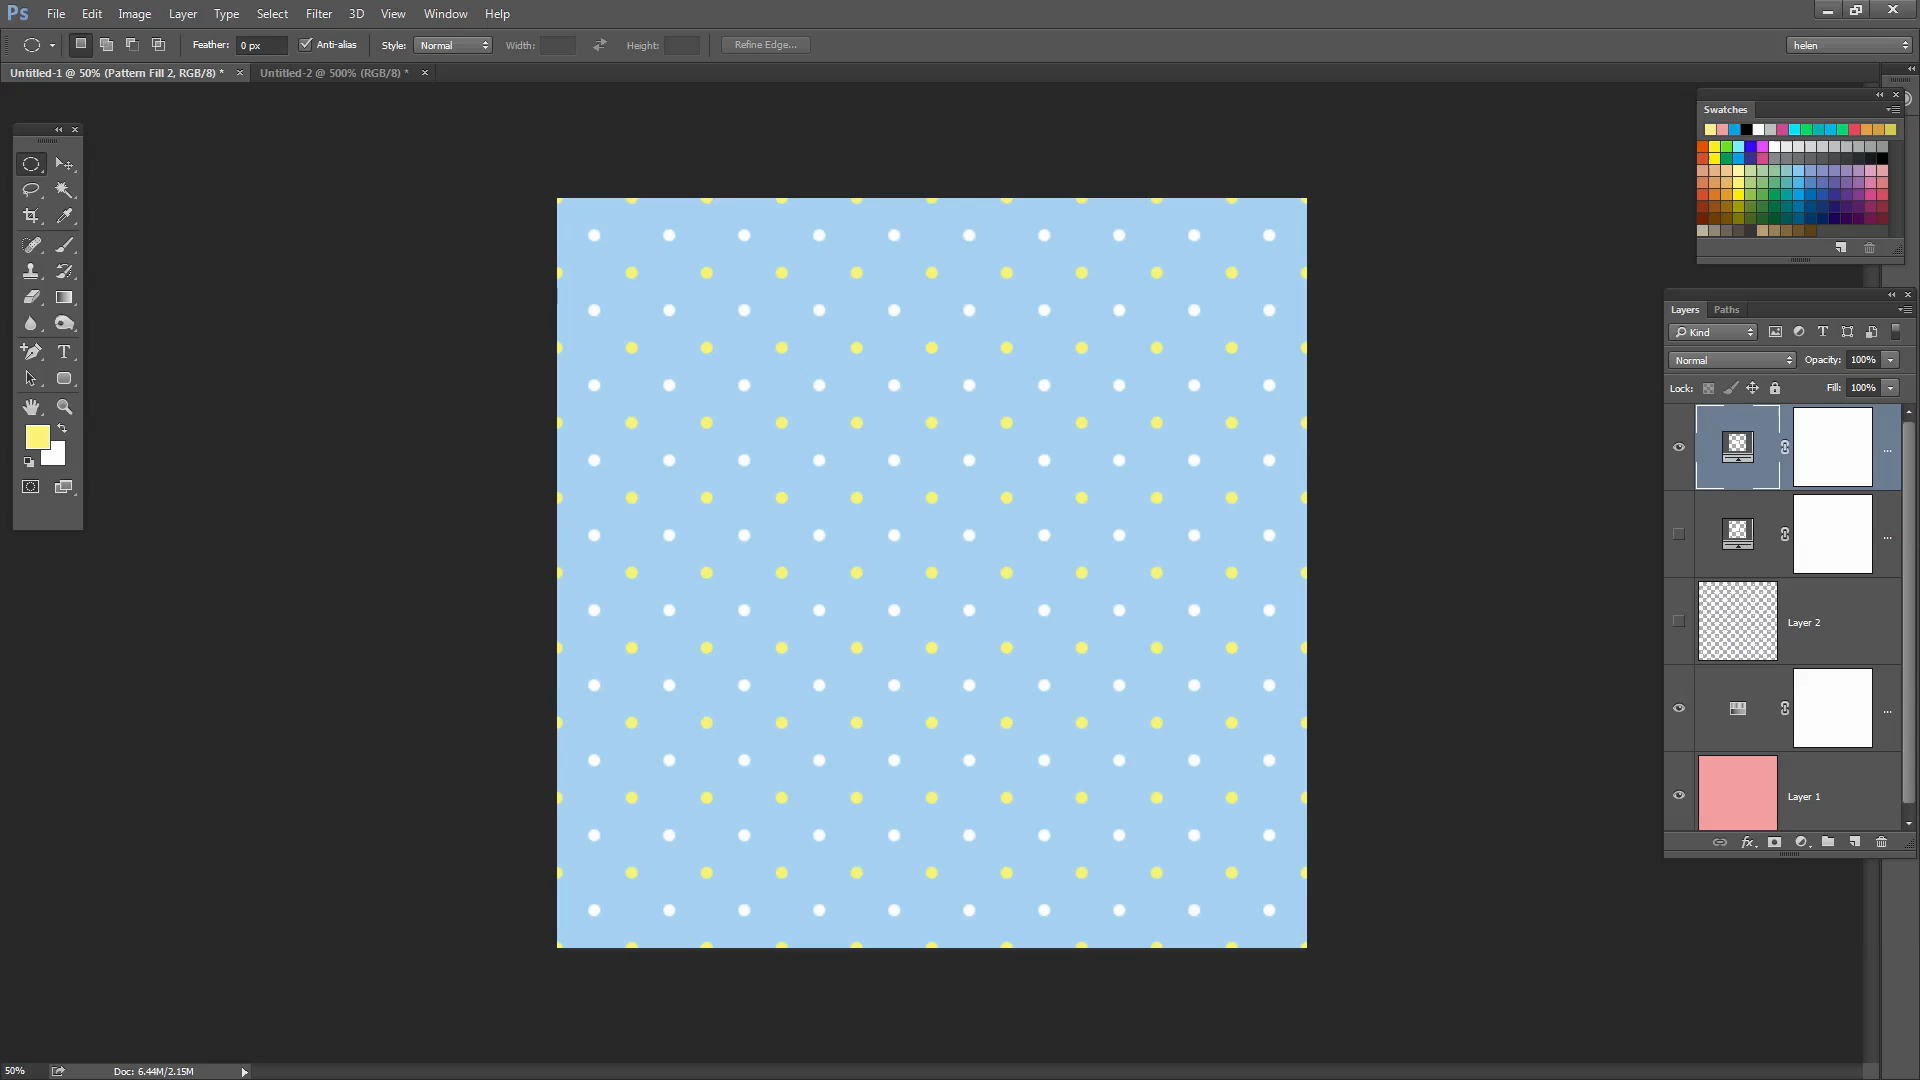 Ps File Edit Image Layer Type Select Filter 3D View Window Help
Feather: 0 px Anti-alias Style: Normal Width: Height: Refine Edge... helen
Untitled-1 @ 50% (Pattern Fill 2, RGB/8) * × Untitled-2 @ 500% (RGB/8) * ×
Swatches
Layers Paths
Kind T
Normal Opacity: 100%
Lock: Fill: 100%
T
...
...
Layer 2
...
Layer 1
fx
50% Doc: 6.44M/2.15M